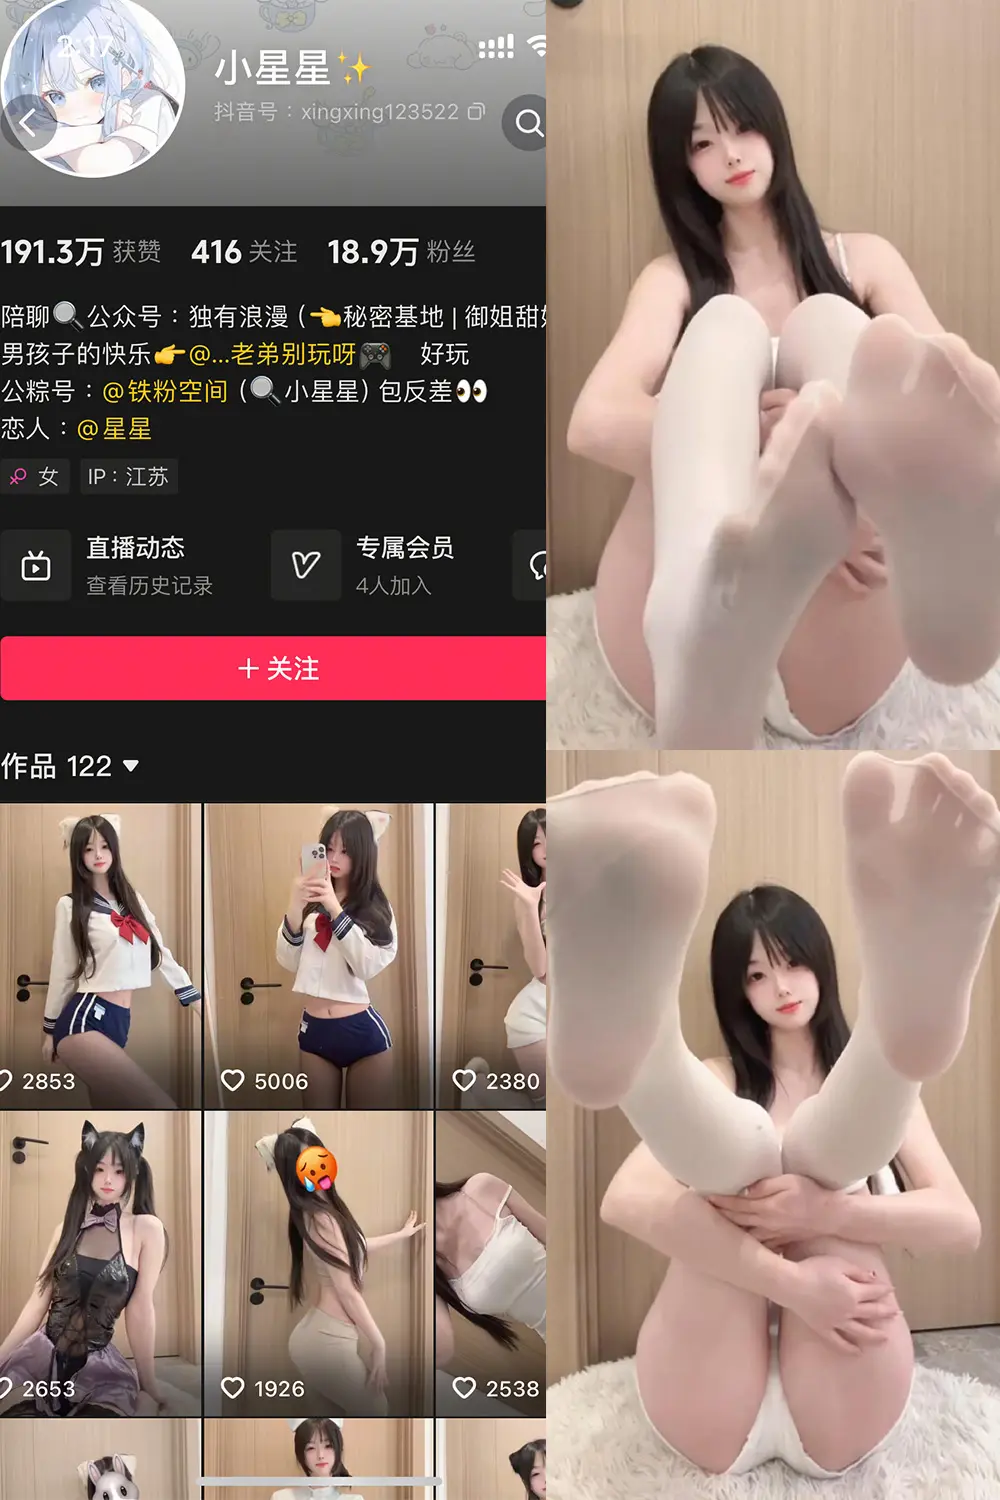 2:17
小星星✨
抖音号：xingxing123522
191.3万 获赞 416 关注 18.9万 粉丝
陪聊🔍公众号：独有浪漫 (👈秘密基地 | 御姐甜
男孩子的快乐👉@...老弟别玩呀🎮 好玩
公粽号：@铁粉空间 (🔍小星星) 包反差👀
恋人：@星星
女 IP：江苏
直播动态
查看历史记录
专属会员
4人加入
+ 关注
作品 122
2853
5006
2380
2653
1926
2538